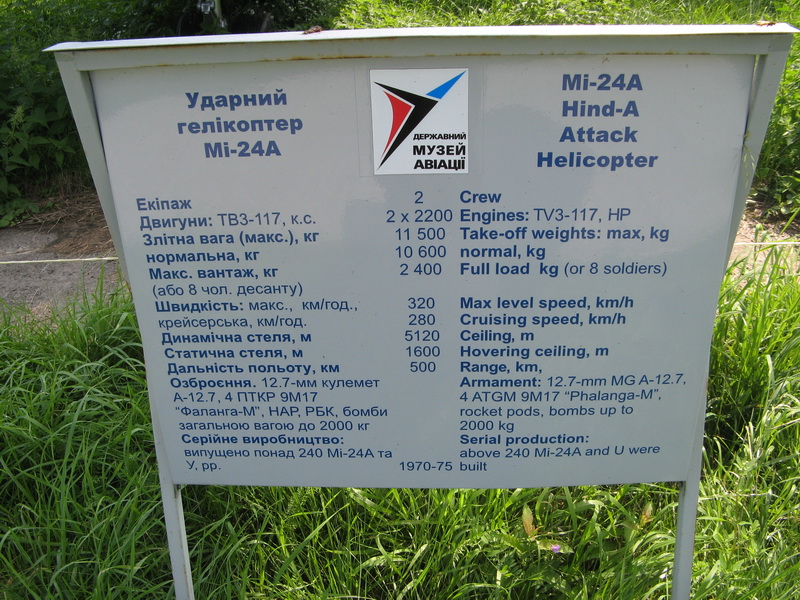 Ударний
гелікоптер
Мі-24А
ДЕРЖАВНИЙ
МУЗЕЙ
АВІАЦІЇ
Mi-24A
Hind-A
Attack
Helicopter
Екіпаж 2 Crew
Двигуни: ТВ3-117, к.с. 2 x 2200 Engines: TV3-117, HP
Злітна вага (макс.), кг 11 500 Take-off weights: max, kg
нормальна, кг 10 600 normal, kg
Макс. вантаж, кг 2 400 Full load kg (or 8 soldiers)
(або 8 чол. десанту)
Швидкість: макс., км/год., 320 Max level speed, km/h
крейсерська, км/год. 280 Cruising speed, km/h
Динамічна стеля, м 5120 Ceiling, m
Статична стеля, м 1600 Hovering ceiling, m
Дальність польоту, км 500 Range, km,
Озброєння. 12.7-мм кулемет
А-12.7, 4 ПТКР 9М17
“Фаланга-М”, НАР, РБК, бомби
загальною вагою до 2000 кг
Armament: 12.7-mm MG A-12.7,
4 ATGM 9M17 “Phalanga-M”,
rocket pods, bombs up to
2000 kg
Серійне виробництво:
випущено понад 240 Мі-24А та
У, рр. 1970-75
Serial production:
above 240 Mi-24A and U were
built